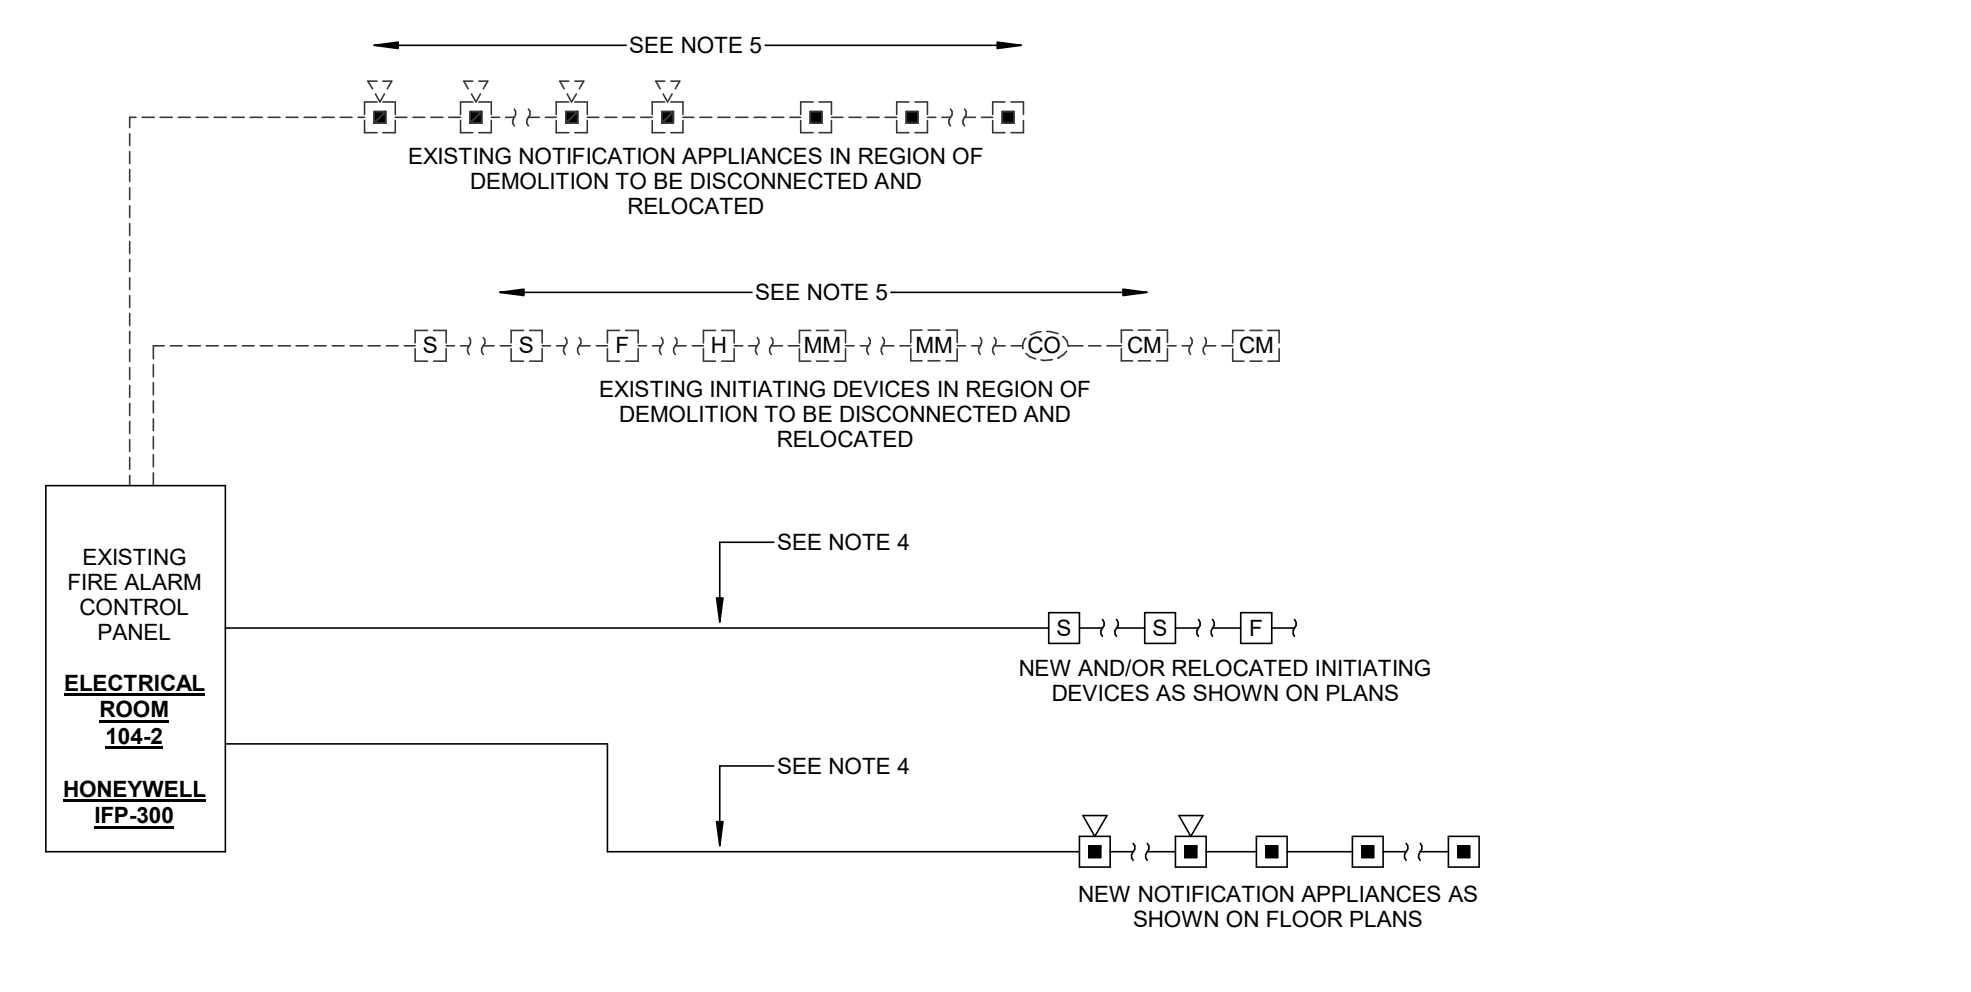 SEE NOTE 5
EXISTING NOTIFICATION APPLIANCES IN REGION OF
DEMOLITION TO BE DISCONNECTED AND
RELOCATED
SEE NOTE 5
S S F H MM MM CO CM CM
EXISTING INITIATING DEVICES IN REGION OF
DEMOLITION TO BE DISCONNECTED AND
RELOCATED
EXISTING
FIRE ALARM
CONTROL
PANEL
ELECTRICAL
ROOM
104-2
HONEYWELL
IFP-300
SEE NOTE 4
S S F
NEW AND/OR RELOCATED INITIATING
DEVICES AS SHOWN ON PLANS
SEE NOTE 4
NEW NOTIFICATION APPLIANCES AS
SHOWN ON FLOOR PLANS